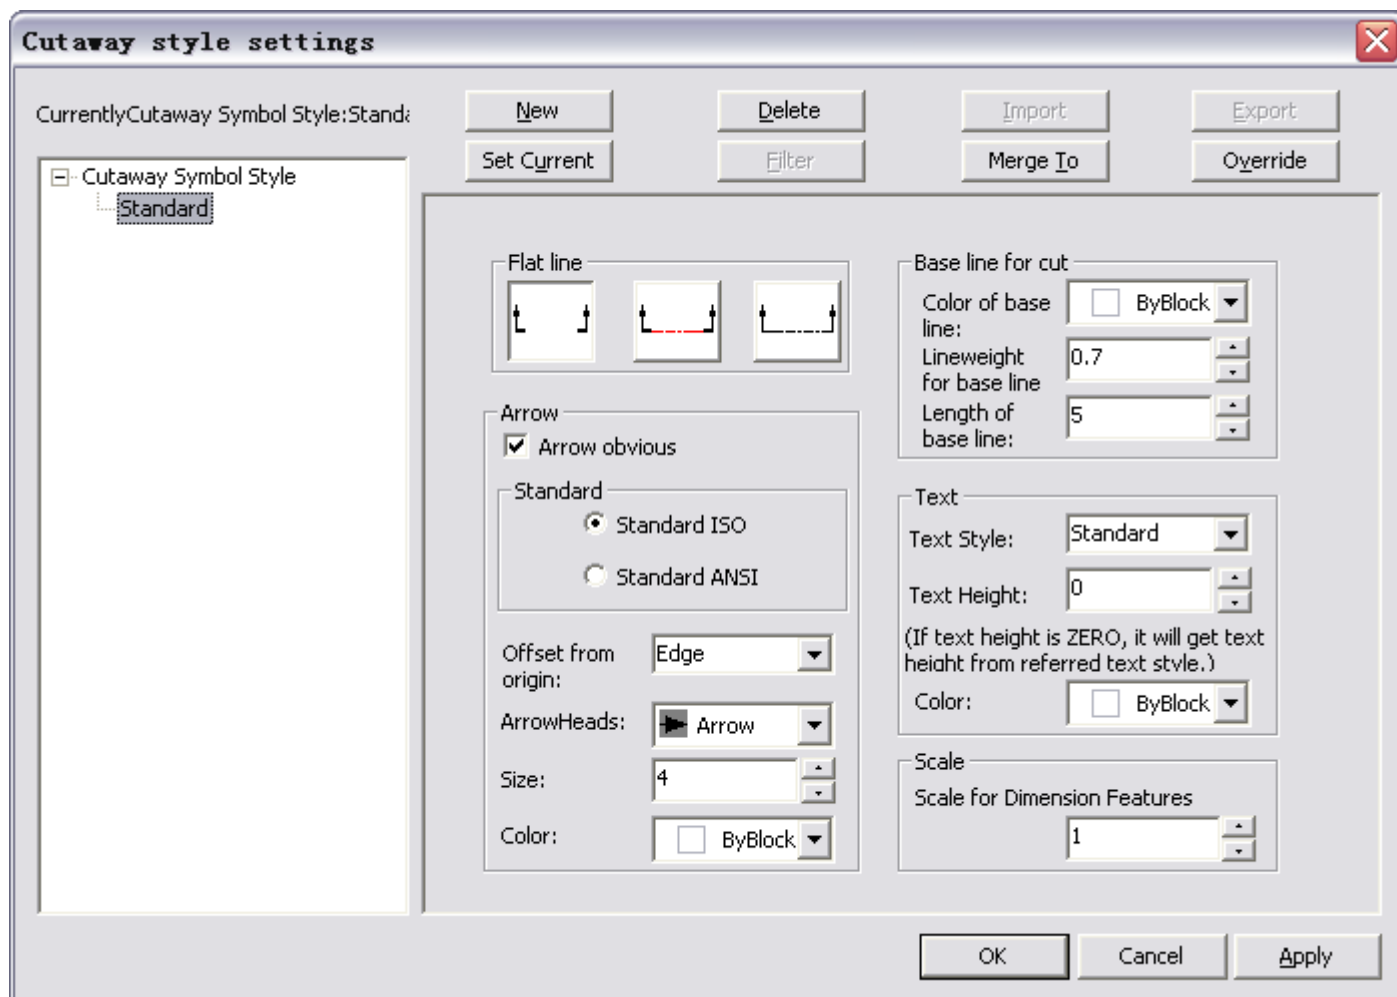 Cutaway style settings
CurrentlyCutaway Symbol Style:Standa
New
Delete
Import
Export
Set Current
Filter
Merge To
Override
Cutaway Symbol Style
Standard
Flat line
Arrow
Arrow obvious
Standard
Standard ISO
Standard ANSI
Offset from
origin:
Edge
ArrowHeads:
Arrow
Size:
4
Color:
ByBlock
Base line for cut
Color of base
line:
ByBlock
Lineweight
for base line
0.7
Length of
base line:
5
Text
Text Style:
Standard
Text Height:
0
(If text height is ZERO, it will get text
height from referred text style.)
Color:
ByBlock
Scale
Scale for Dimension Features
1
OK
Cancel
Apply